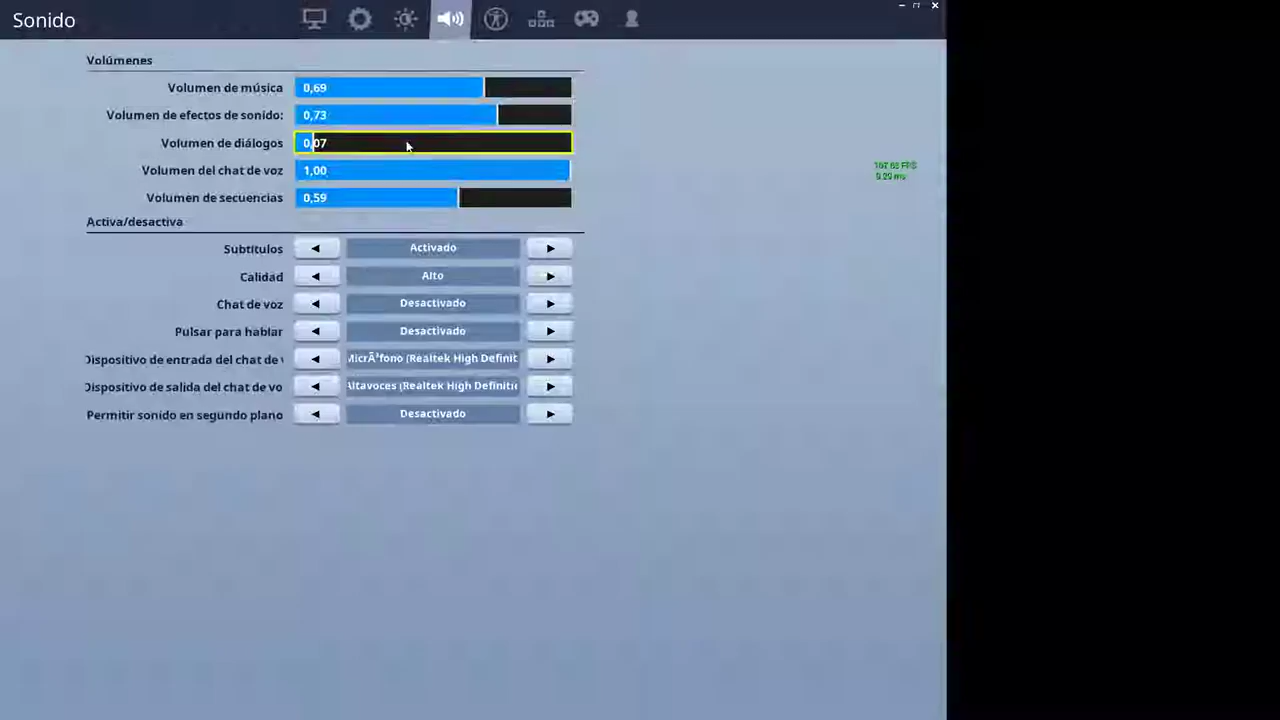 Sonido
Volúmenes
Volumen de música 0,69
Volumen de efectos de sonido: 0,73
Volumen de diálogos 0,07
Volumen del chat de voz 1,00
Volumen de secuencias 0,59
Activa/desactiva
Subtítulos Activado
Calidad Alto
Chat de voz Desactivado
Pulsar para hablar Desactivado
Dispositivo de entrada del chat de v MicrÃ³fono (Realtek High Definit
Dispositivo de salida del chat de vo Altavoces (Realtek High Definitio
Permitir sonido en segundo plano Desactivado
FPS
ms